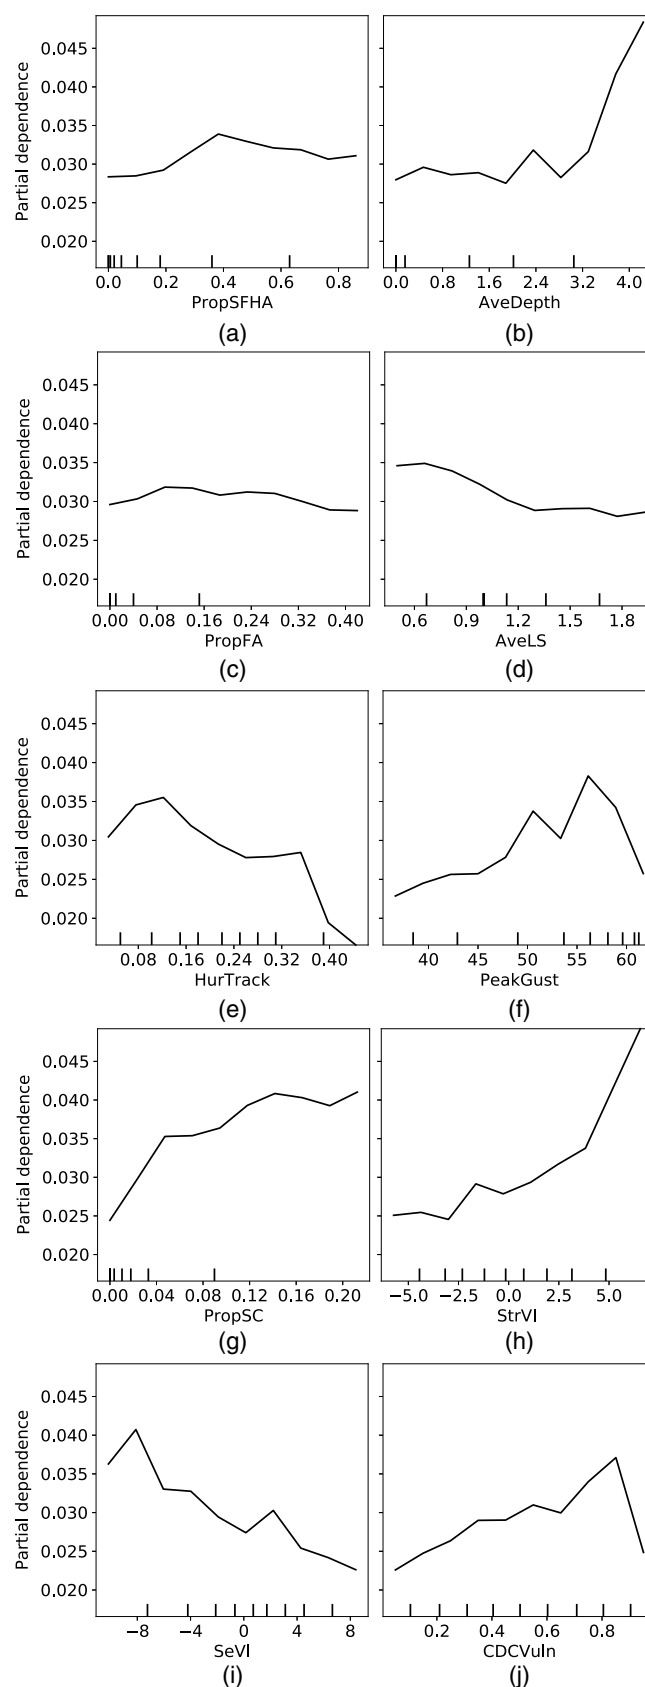 Partial dependence
0.045
0.040
0.035
0.030
0.025
0.020
0.0 0.2 0.4 0.6 0.8
PropSFHA
(a)
0.0 0.8 1.6 2.4 3.2 4.0
AveDepth
(b)
Partial dependence
0.045
0.040
0.035
0.030
0.025
0.020
0.00 0.08 0.16 0.24 0.32 0.40
PropFA
(c)
0.6 0.9 1.2 1.5 1.8
AveLS
(d)
Partial dependence
0.045
0.040
0.035
0.030
0.025
0.020
0.08 0.16 0.24 0.32 0.40
HurTrack
(e)
40 45 50 55 60
PeakGust
(f)
Partial dependence
0.045
0.040
0.035
0.030
0.025
0.020
0.00 0.04 0.08 0.12 0.16 0.20
PropSC
(g)
−5.0 −2.5 0.0 2.5 5.0
StrVI
(h)
Partial dependence
0.045
0.040
0.035
0.030
0.025
0.020
−8 −4 0 4 8
SeVI
(i)
0.2 0.4 0.6 0.8
CDCVuln
(j)